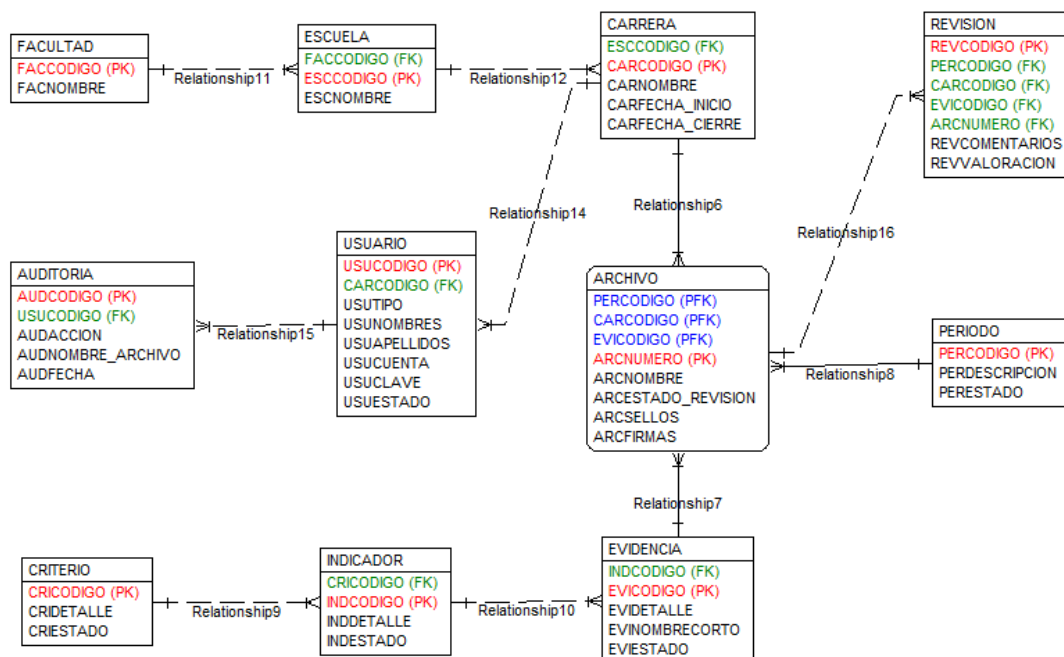 FACULTAD
FACCODIGO (PK)
FACNOMBRE
Relationship11
ESCUELA
FACCODIGO (FK)
ESCCODIGO (PK)
ESCNOMBRE
Relationship12
CARRERA
ESCCODIGO (FK)
CARCODIGO (PK)
CARNOMBRE
CARFECHA_INICIO
CARFECHA_CIERRE
REVISION
REVCODIGO (PK)
PERCODIGO (FK)
CARCODIGO (FK)
EVICODIGO (FK)
ARCNUMERO (FK)
REVCOMENTARIOS
REVVALORACION
Relationship14
Relationship6
Relationship16
AUDITORIA
AUDCODIGO (PK)
USUCODIGO (FK)
AUDACCION
AUDNOMBRE_ARCHIVO
AUDFECHA
Relationship15
USUARIO
USUCODIGO (PK)
CARCODIGO (FK)
USUTIPO
USUNOMBRES
USUAPELLIDOS
USUCUENTA
USUCLAVE
USUESTADO
ARCHIVO
PERCODIGO (PFK)
CARCODIGO (PFK)
EVICODIGO (PFK)
ARCNUMERO (PK)
ARCNOMBRE
ARCESTADO_REVISION
ARCSELLOS
ARCFIRMAS
Relationship8
PERIODO
PERCODIGO (PK)
PERDESCRIPCION
PERESTADO
Relationship7
CRITERIO
CRICODIGO (PK)
CRIDETALLE
CRIESTADO
Relationship9
INDICADOR
CRICODIGO (FK)
INDCODIGO (PK)
INDDETALLE
INDESTADO
Relationship10
EVIDENCIA
INDCODIGO (FK)
EVICODIGO (PK)
EVIDETALLE
EVINOMBRECORTO
EVIESTADO